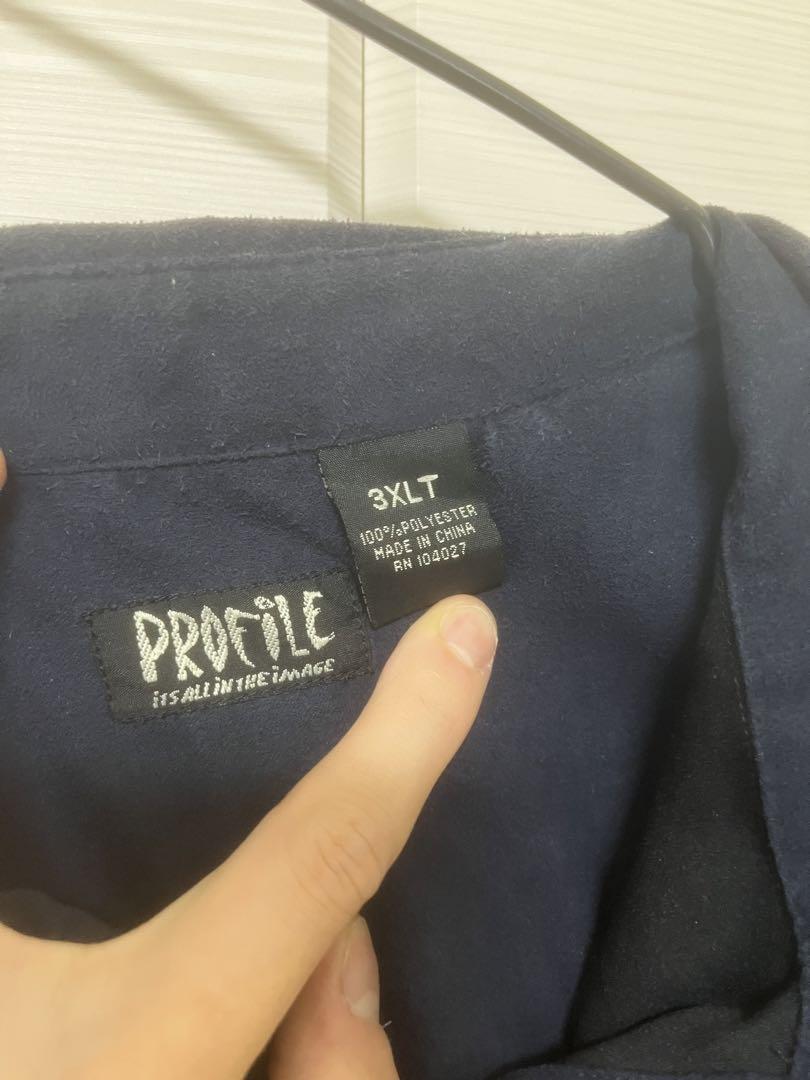 3XLT
100% POLYESTER
MADE IN CHINA
RN 104027
PROFiLE
iTS ALL iN THE iMAGE